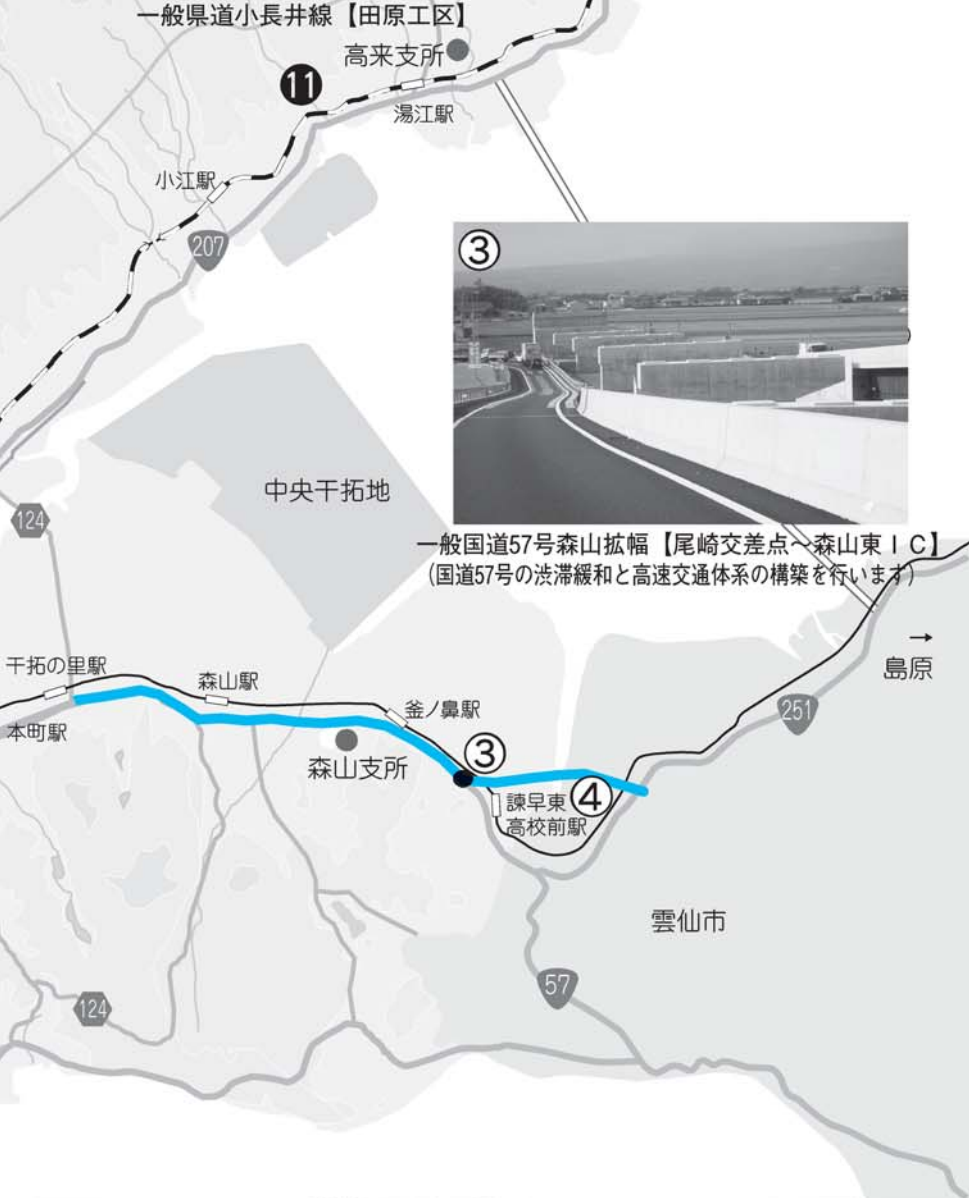 一般県道小長井線【田原工区】
高来支所
11
湯江駅
小江駅
207
③
中央干拓地
124
一般国道57号森山拡幅【尾崎交差点~森山東IC】
(国道57号の渋滞緩和と高速交通体系の構築を行います)
→
島原
干拓の里駅
森山駅
251
釜ノ鼻駅
本町駅
③
森山支所
④
諫早東
高校前駅
雲仙市
57
124